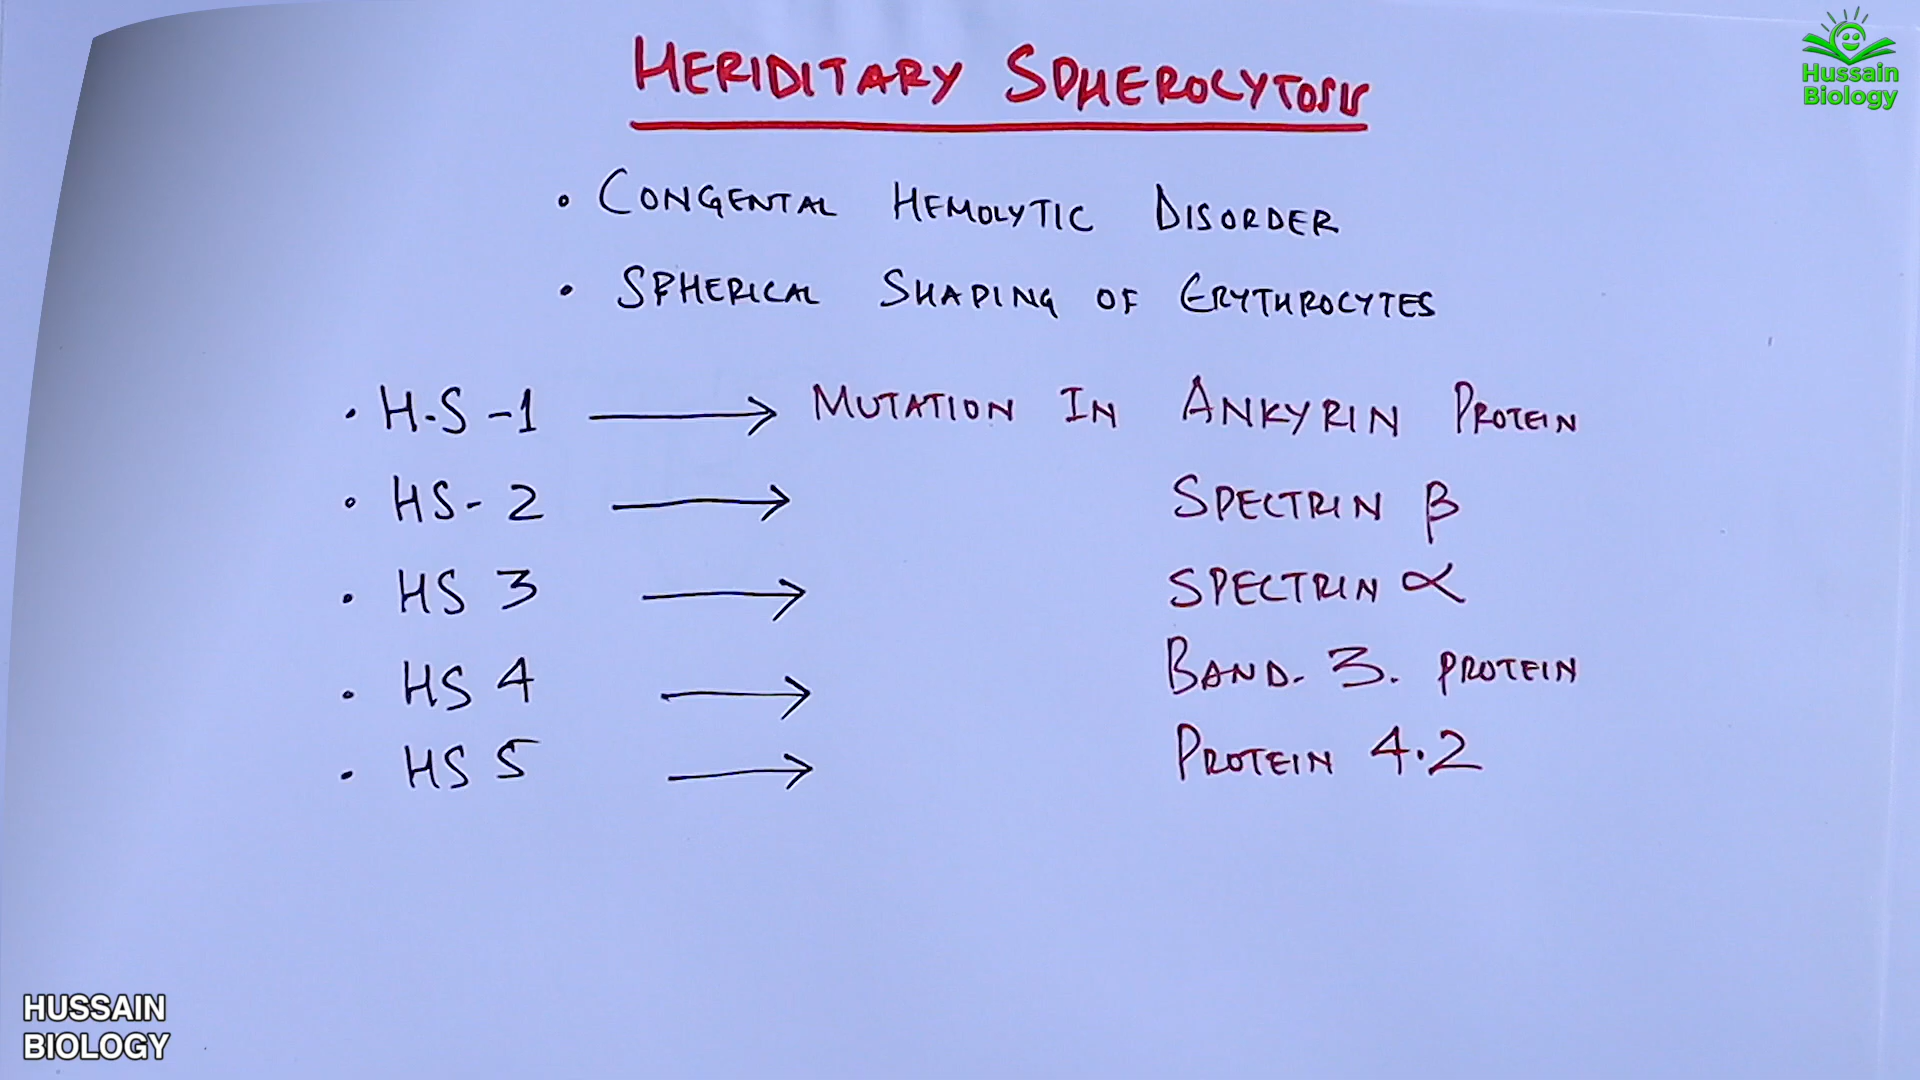 HERIDITARY SPHEROCYTOSIS
Hussain
Biology
• CONGENTAL HEMOLYTIC DISORDER
• SPHERICAL SHAPING OF ERYTHROCYTES
• H.S-1 → MUTATION IN ANKYRIN PROTEIN
• HS-2 → SPECTRIN β
• HS 3 → SPECTRIN α
• HS 4 → BAND-3. PROTEIN
• HS 5 → PROTEIN 4.2
HUSSAIN
BIOLOGY